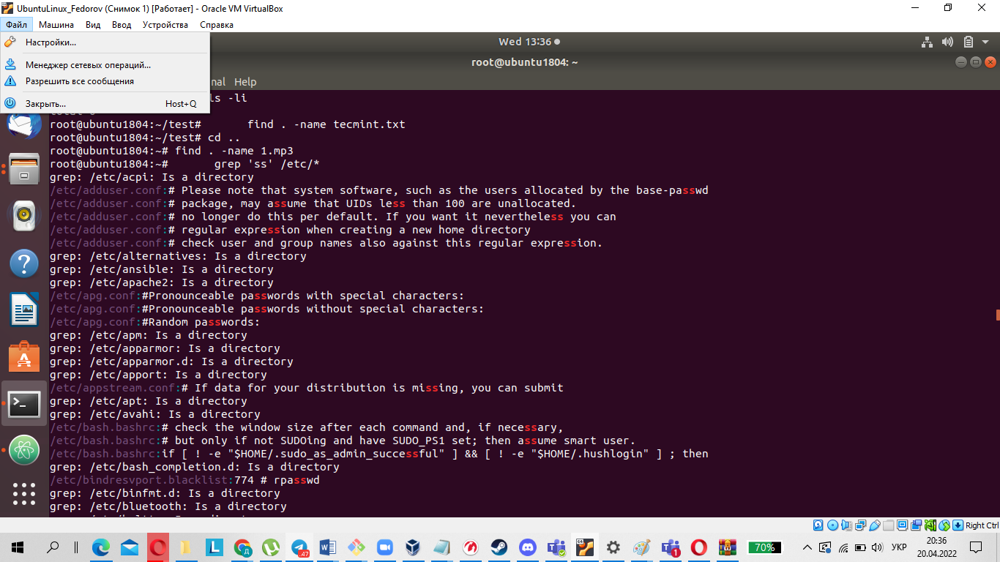 UbuntuLinux_Fedorov (Снимок 1) [Работает] - Oracle VM VirtualBox
Файл Машина Вид Ввод Устройства Справка
Настройки...
Менеджер сетевых операций...
Разрешить все сообщения
Закрыть... Host+Q
Wed 13:36
root@ubuntu1804: ~
nal Help
ls -li
root@ubuntu1804:~/test# find . -name tecmint.txt
root@ubuntu1804:~/test# cd ..
root@ubuntu1804:~# find . -name 1.mp3
root@ubuntu1804:~# grep 'ss' /etc/*
grep: /etc/acpi: Is a directory
/etc/adduser.conf:# Please note that system software, such as the users allocated by the base-passwd
/etc/adduser.conf:# package, may assume that UIDs less than 100 are unallocated.
/etc/adduser.conf:# no longer do this per default. If you want it nevertheless you can
/etc/adduser.conf:# regular expression when creating a new home directory
/etc/adduser.conf:# check user and group names also against this regular expression.
grep: /etc/alternatives: Is a directory
grep: /etc/ansible: Is a directory
grep: /etc/apache2: Is a directory
/etc/apg.conf:#Pronounceable passwords with special characters:
/etc/apg.conf:#Pronounceable passwords without special characters:
/etc/apg.conf:#Random passwords:
grep: /etc/apm: Is a directory
grep: /etc/apparmor: Is a directory
grep: /etc/apparmor.d: Is a directory
grep: /etc/apport: Is a directory
/etc/appstream.conf:# If data for your distribution is missing, you can submit
grep: /etc/apt: Is a directory
grep: /etc/avahi: Is a directory
/etc/bash.bashrc:# check the window size after each command and, if necessary,
/etc/bash.bashrc:# but only if not SUDOing and have SUDO_PS1 set; then assume smart user.
/etc/bash.bashrc:if [ ! -e "$HOME/.sudo_as_admin_successful" ] && [ ! -e "$HOME/.hushlogin" ] ; then
grep: /etc/bash_completion.d: Is a directory
/etc/bindresvport.blacklist:774 # rpasswd
grep: /etc/binfmt.d: Is a directory
grep: /etc/bluetooth: Is a directory
Right Ctrl
70%
УКР
20:36
20.04.2022